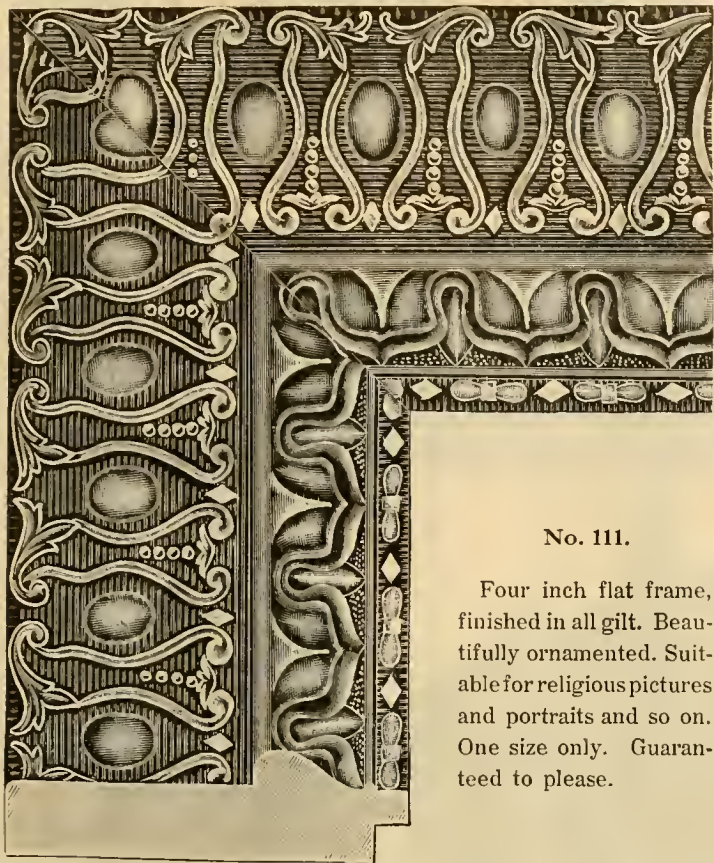 No. 111.
Four inch flat frame,
finished in all gilt. Beau-
tifully ornamented. Suit-
able for religious pictures
and portraits and so on.
One size only. Guaran-
teed to please.